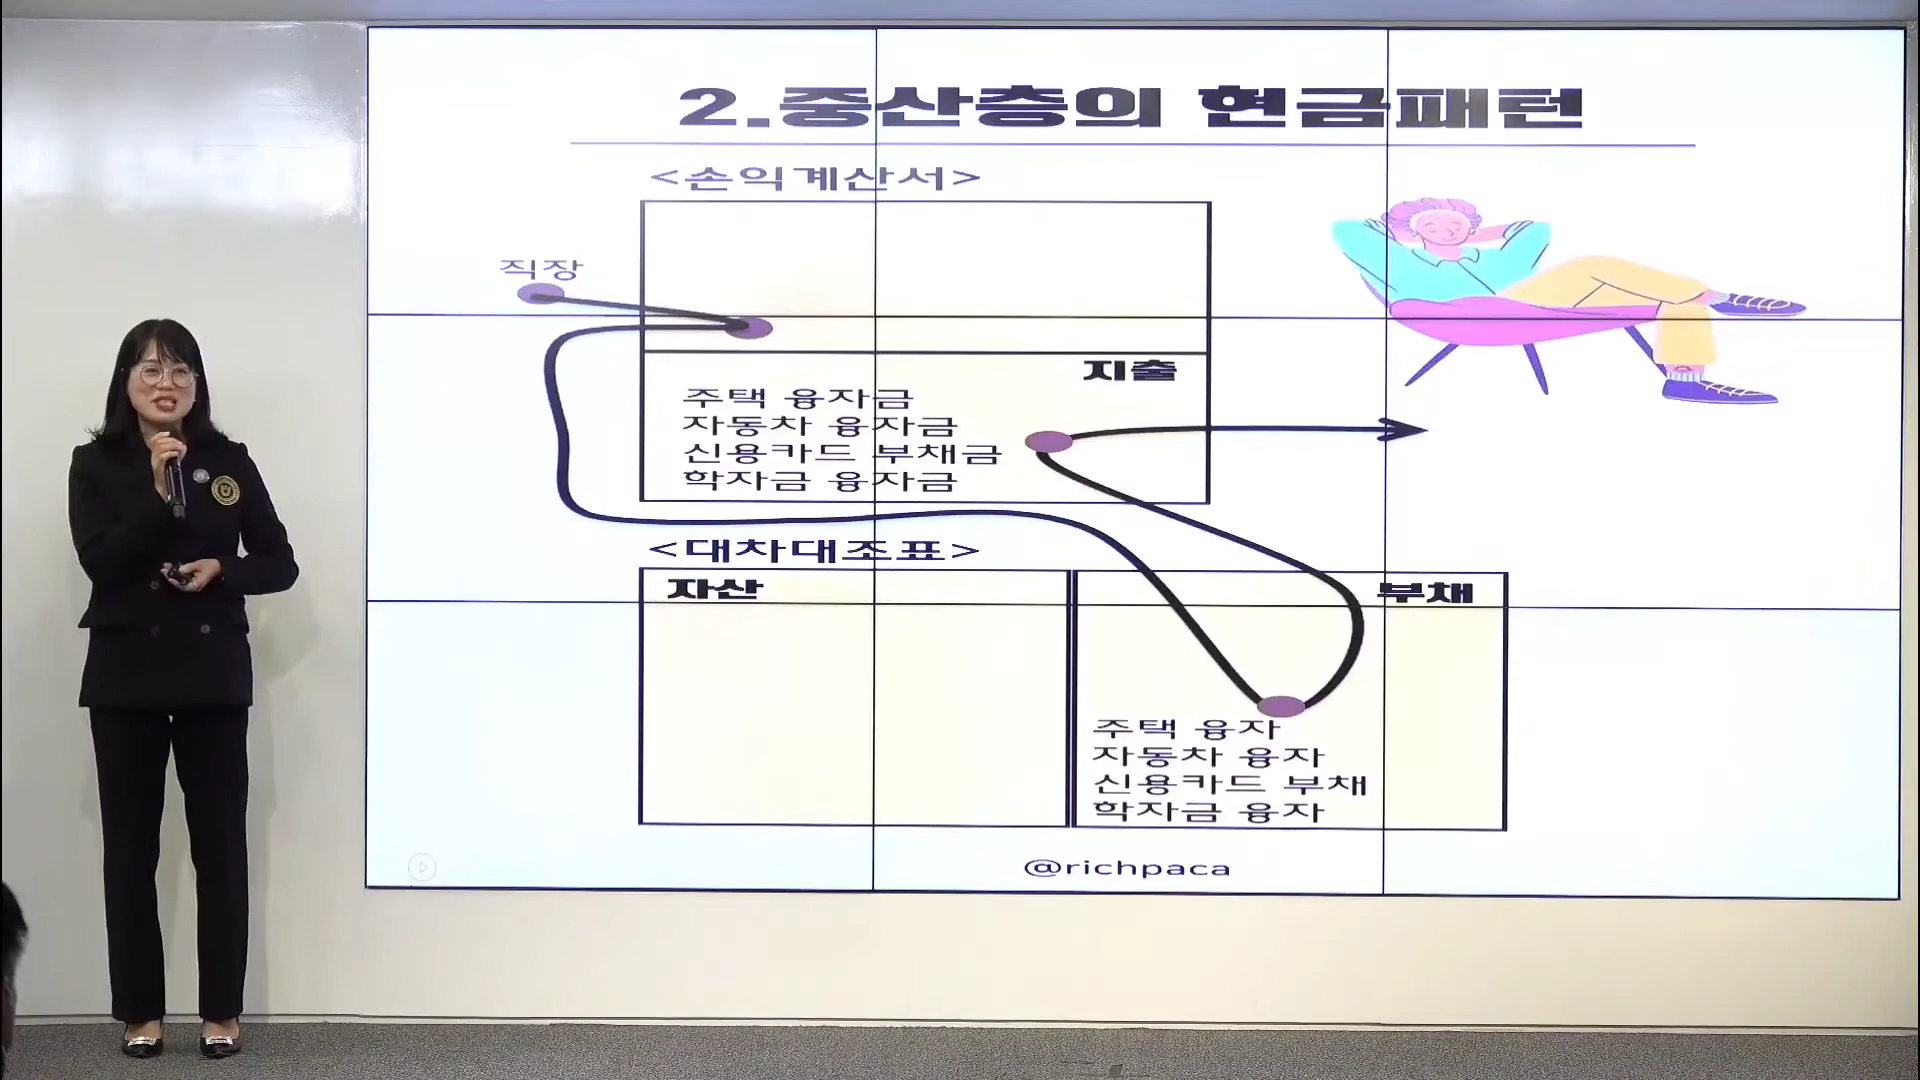 2.중산층의 현금패턴
<손익계산서>
직장
지출
주택 융자금
자동차 융자금
신용카드 부채금
학자금 융자금
<대차대조표>
자산
부채
주택 융자
자동차 융자
신용카드 부채
학자금 융자
@richpaca